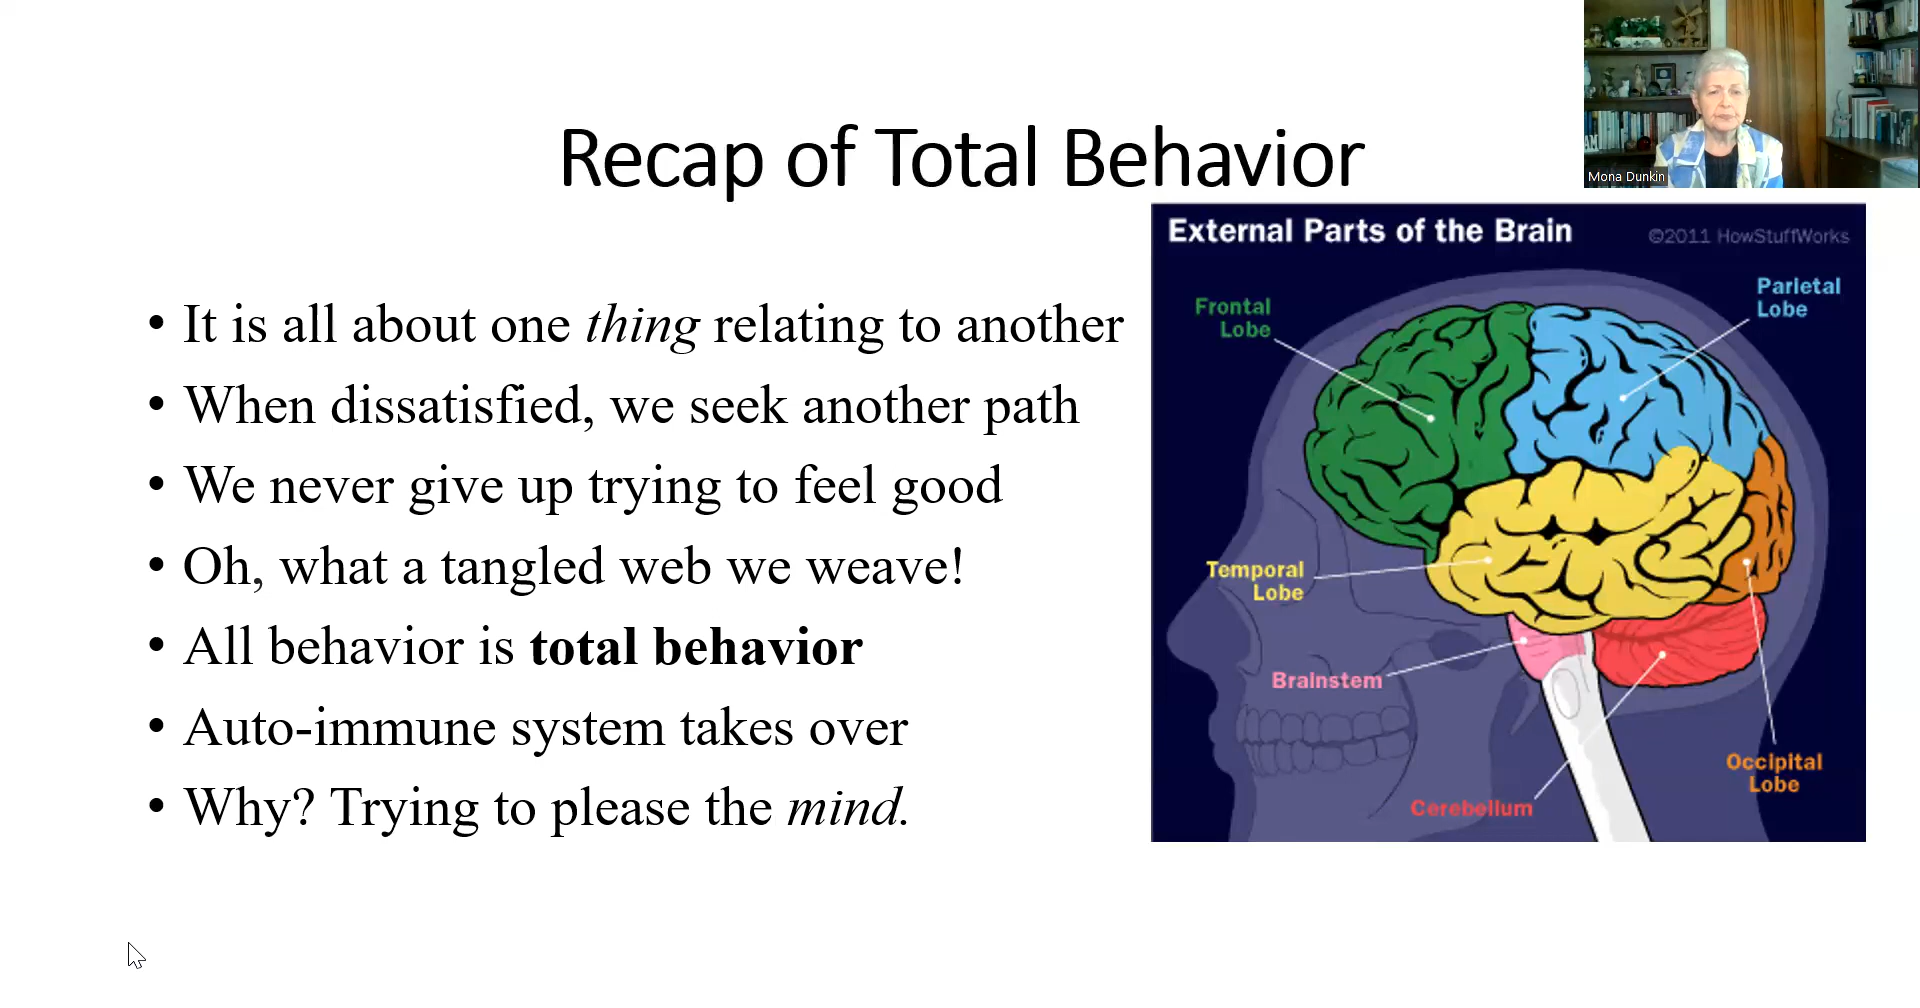 Recap of Total Behavior
Mona Dunkin
• It is all about one thing relating to another
• When dissatisfied, we seek another path
• We never give up trying to feel good
• Oh, what a tangled web we weave!
• All behavior is total behavior
• Auto-immune system takes over
• Why? Trying to please the mind.
External Parts of the Brain
©2011 HowStuffWorks
Frontal
Lobe
Parietal
Lobe
Temporal
Lobe
Brainstem
Occipital
Lobe
Cerebellum